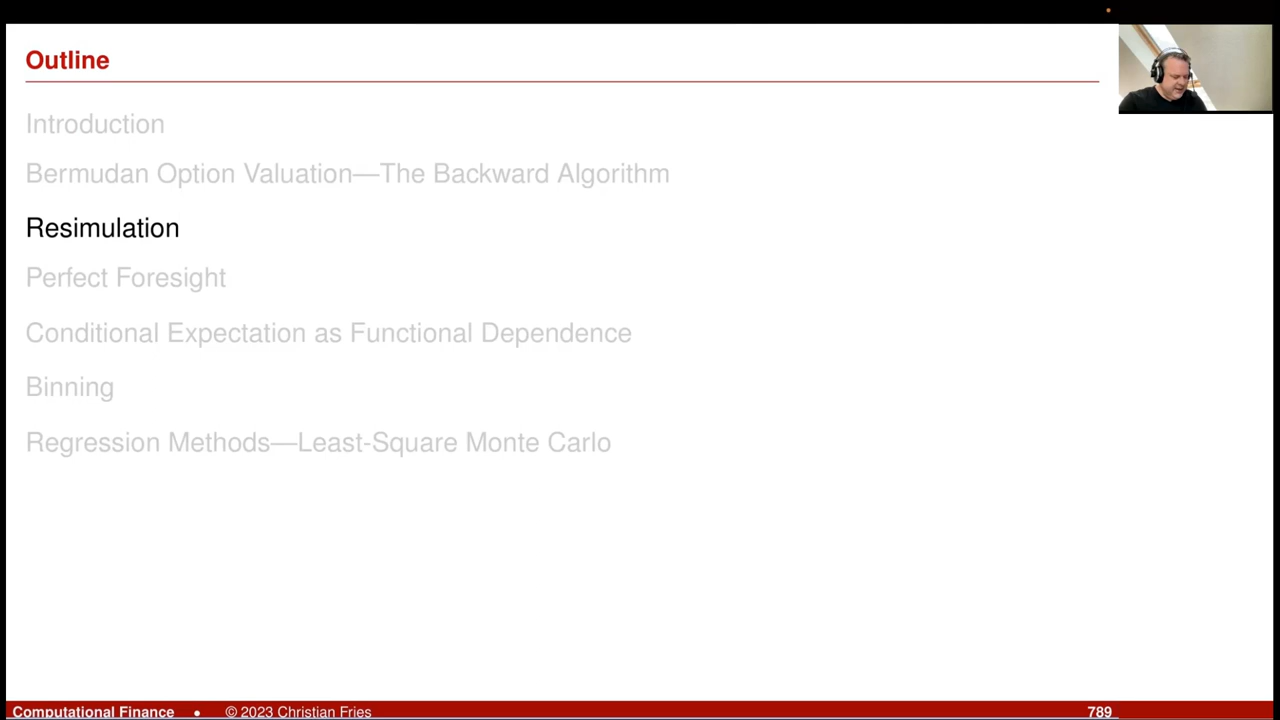 Outline
Introduction
Bermudan Option Valuation—The Backward Algorithm
Resimulation
Perfect Foresight
Conditional Expectation as Functional Dependence
Binning
Regression Methods—Least-Square Monte Carlo
Computational Finance • © 2023 Christian Fries 789